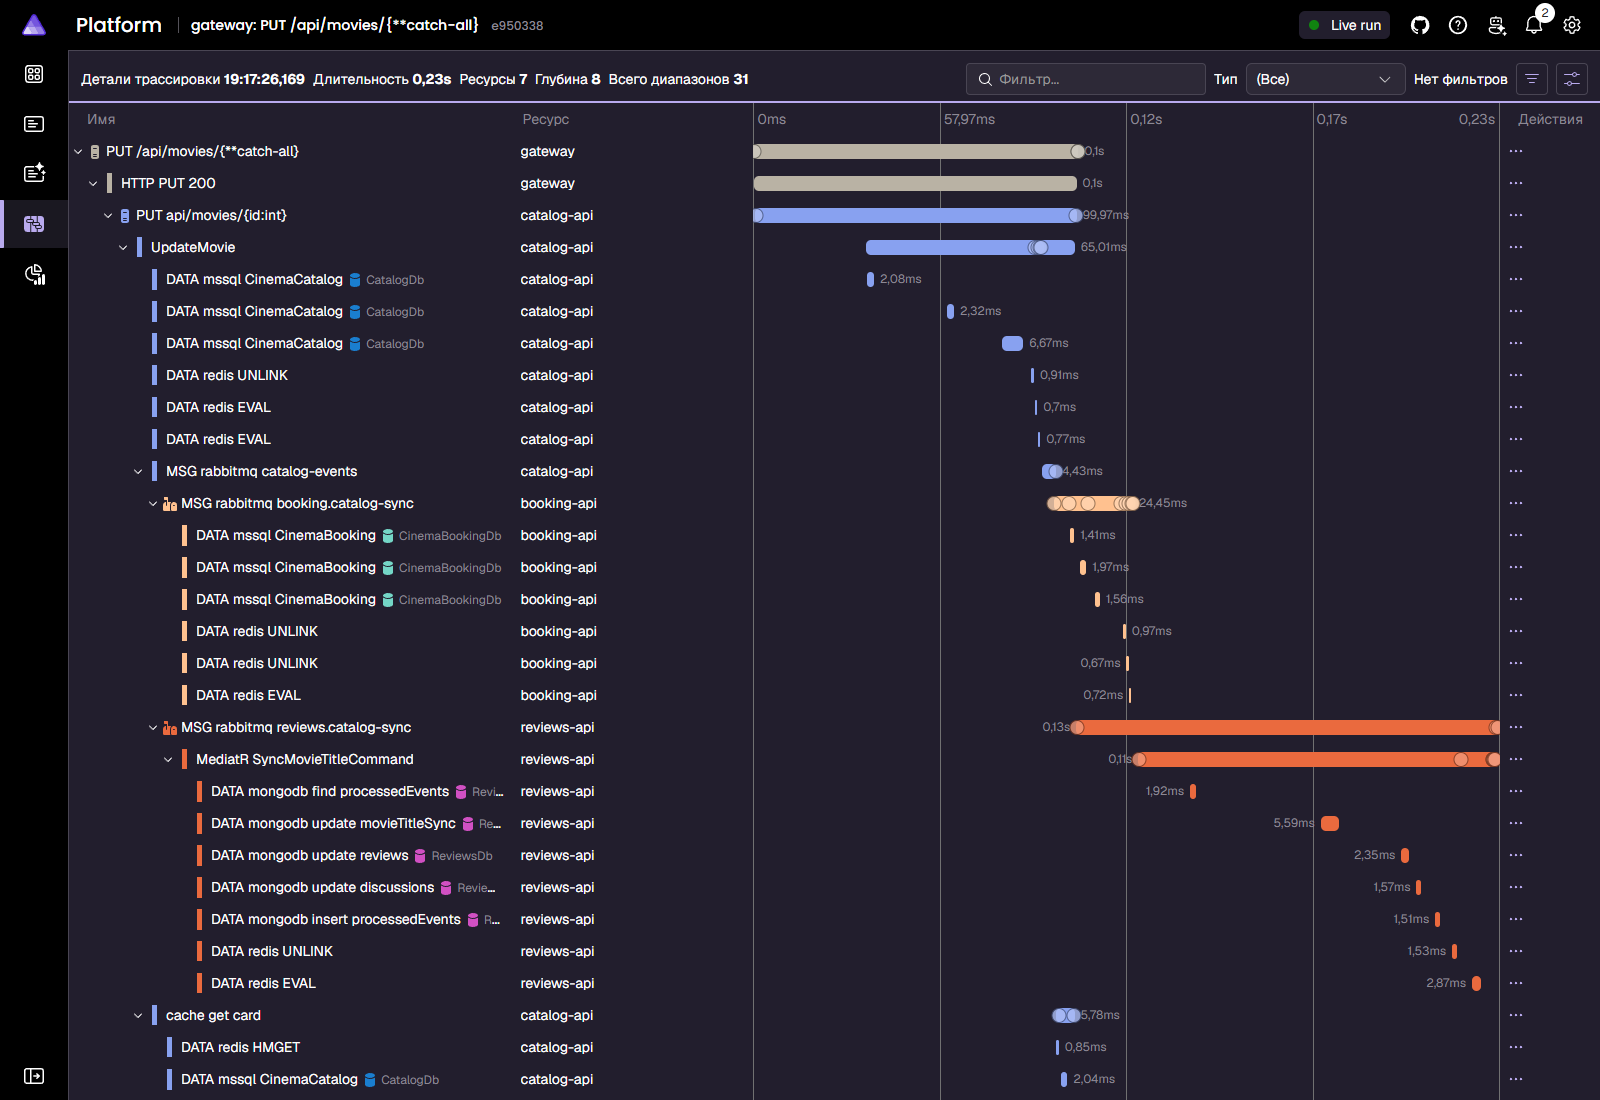 Platform gateway: PUT /api/movies/{**catch-all} e950338 Live run 2
Детали трассировки 19:17:26,169 Длительность 0,23s Ресурсы 7 Глубина 8 Всего диапазонов 31 Фильтр... Тип (Все) Нет фильтров
Имя Ресурс 0ms 57,97ms 0,12s 0,17s 0,23s Действия
PUT /api/movies/{**catch-all} gateway 0,1s
HTTP PUT 200 gateway 0,1s
PUT api/movies/{id:int} catalog-api 99,97ms
UpdateMovie catalog-api 65,01ms
DATA mssql CinemaCatalog CatalogDb catalog-api 2,08ms
DATA mssql CinemaCatalog CatalogDb catalog-api 2,32ms
DATA mssql CinemaCatalog CatalogDb catalog-api 6,67ms
DATA redis UNLINK catalog-api 0,91ms
DATA redis EVAL catalog-api 0,7ms
DATA redis EVAL catalog-api 0,77ms
MSG rabbitmq catalog-events catalog-api 4,43ms
MSG rabbitmq booking.catalog-sync booking-api 24,45ms
DATA mssql CinemaBooking CinemaBookingDb booking-api 1,41ms
DATA mssql CinemaBooking CinemaBookingDb booking-api 1,97ms
DATA mssql CinemaBooking CinemaBookingDb booking-api 1,56ms
DATA redis UNLINK booking-api 0,97ms
DATA redis UNLINK booking-api 0,67ms
DATA redis EVAL booking-api 0,72ms
MSG rabbitmq reviews.catalog-sync reviews-api 0,13s
MediatR SyncMovieTitleCommand reviews-api 0,11s
DATA mongodb find processedEvents Revi... reviews-api 1,92ms
DATA mongodb update movieTitleSync Re... reviews-api 5,59ms
DATA mongodb update reviews ReviewsDb reviews-api 2,35ms
DATA mongodb update discussions Revie... reviews-api 1,57ms
DATA mongodb insert processedEvents R... reviews-api 1,51ms
DATA redis UNLINK reviews-api 1,53ms
DATA redis EVAL reviews-api 2,87ms
cache get card catalog-api 5,78ms
DATA redis HMGET catalog-api 0,85ms
DATA mssql CinemaCatalog CatalogDb catalog-api 2,04ms